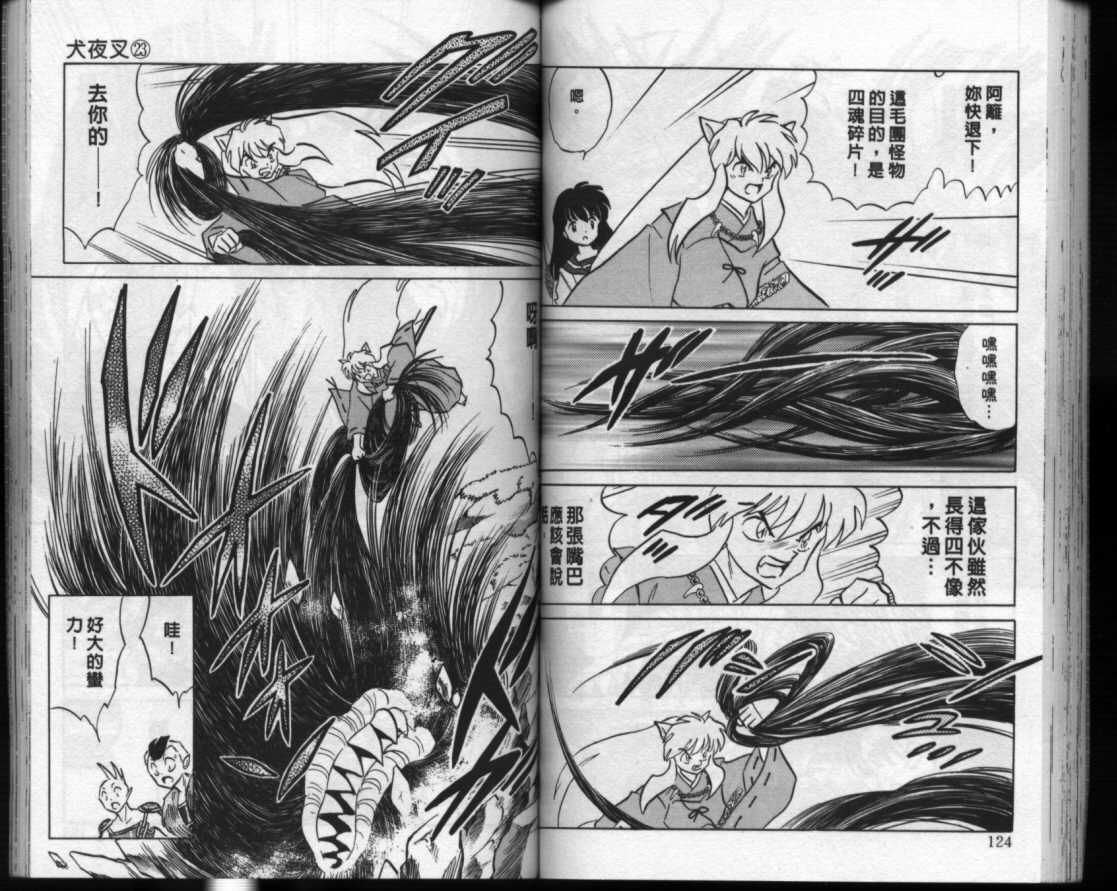 阿籬，
妳快退下！
這毛團怪物
的目的，是
四魂碎片！
嗯。
嘿嘿嘿嘿…
這傢伙雖然
長得四不像
，不過…
那張嘴巴
應該會說
話。
124
犬夜叉㉓
去你的——！
呀啊
哇！
好大的蠻
力！